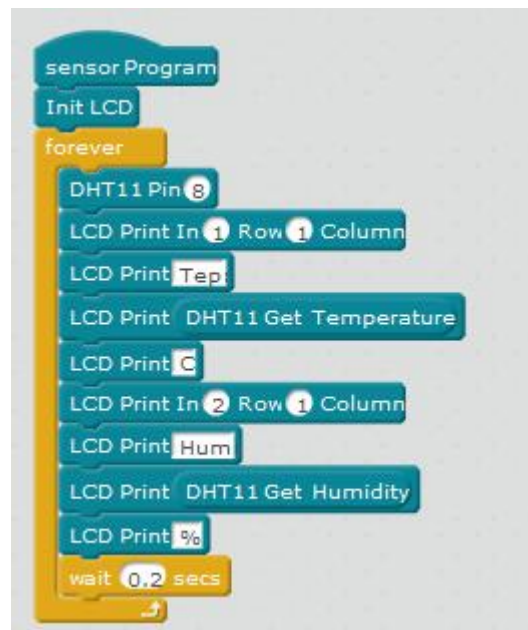 sensor Program
Init LCD
forever
DHT11 Pin 8
LCD Print In 1 Row 1 Column
LCD Print Tep:
LCD Print DHT11 Get Temperature
LCD Print C
LCD Print In 2 Row 1 Column
LCD Print Hum
LCD Print DHT11 Get Humidity
LCD Print %
wait 0.2 secs